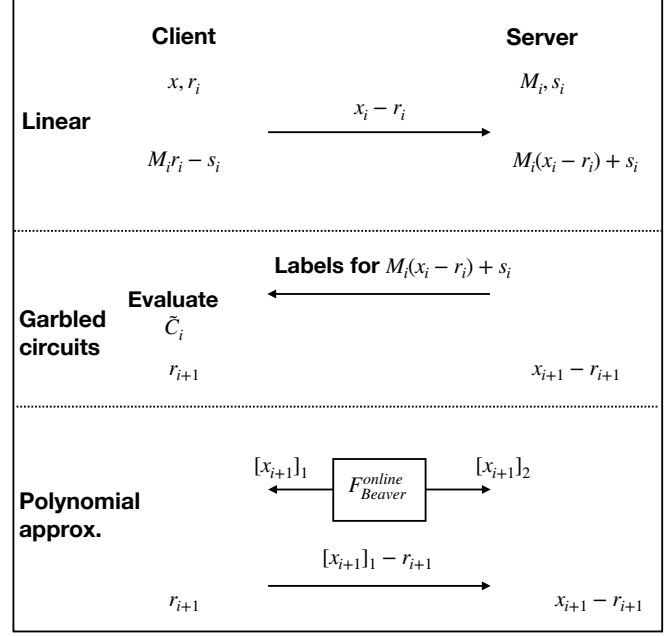 Client Server
x, r_i M_i, s_i
Linear
x_i − r_i
M_i r_i − s_i M_i(x_i − r_i) + s_i
Labels for M_i(x_i − r_i) + s_i
Evaluate
C̃_i
Garbled
circuits
r_{i+1} x_{i+1} − r_{i+1}
[x_{i+1}]_1 F_{Beaver}^{online} [x_{i+1}]_2
Polynomial
approx.
[x_{i+1}]_1 − r_{i+1}
r_{i+1} x_{i+1} − r_{i+1}